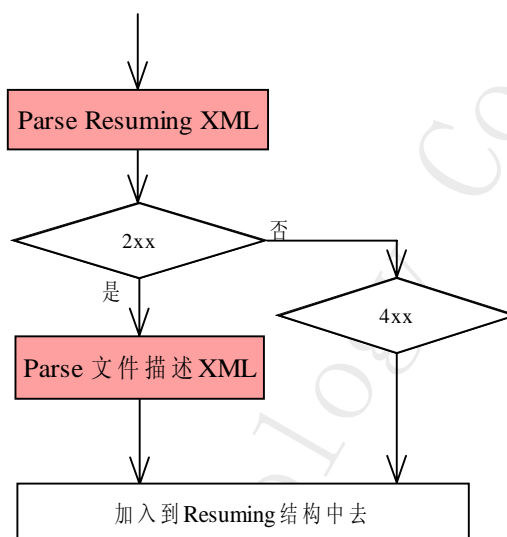 Parse Resuming XML
2xx
否
是
4xx
Parse 文件描述XML
加入到Resuming结构中去